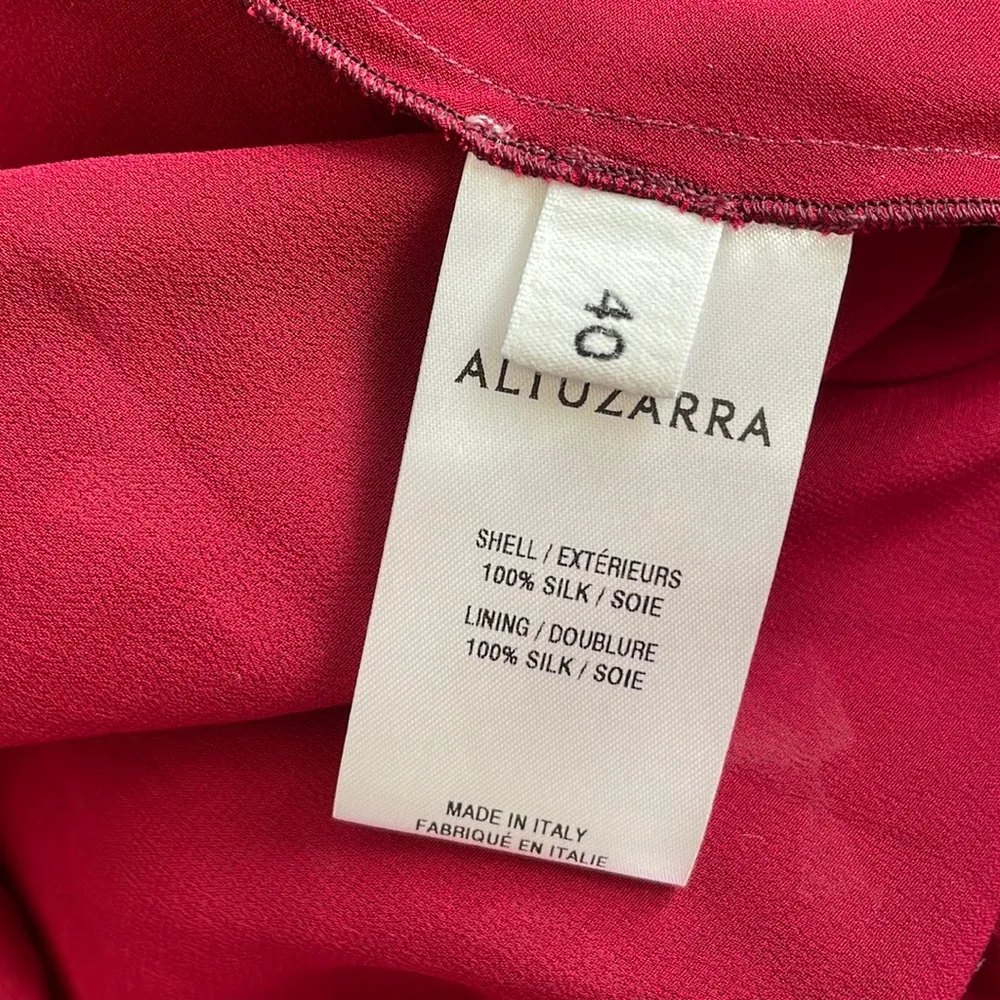 40
ALTUZARRA
SHELL / EXTÉRIEURS
100% SILK / SOIE
LINING / DOUBLURE
100% SILK / SOIE
MADE IN ITALY
FABRIQUÉ EN ITALIE